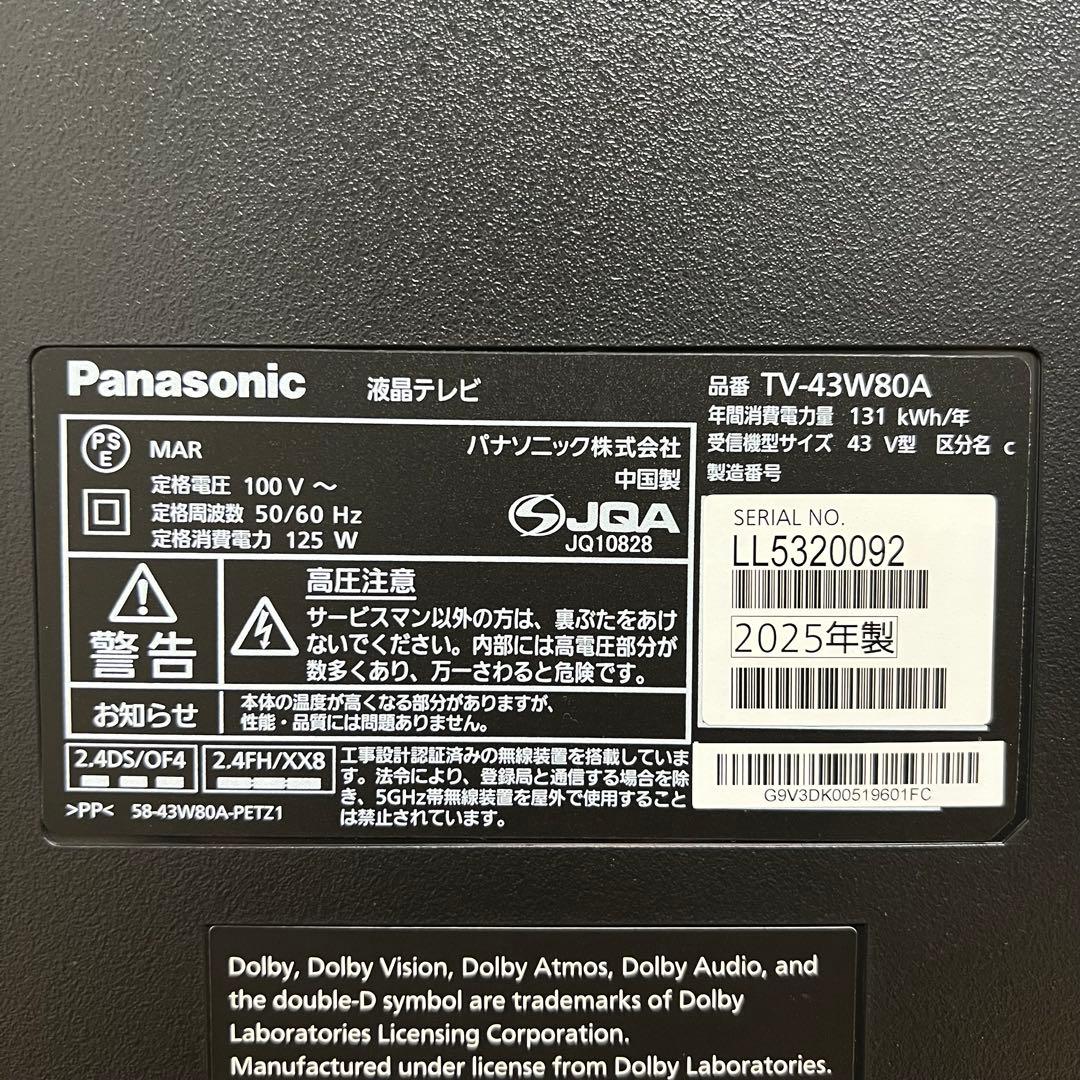 Panasonic 液晶テレビ
品番 TV-43W80A
年間消費電力量 131 kWh/年
受信機型サイズ 43 V型 区分名 c
製造番号
PS E MAR
パナソニック株式会社
中国製
定格電圧 100 V ～
定格周波数 50/60 Hz
定格消費電力 125 W
JQA
JQ10828
SERIAL NO.
LL5320092
2025年製
警告
高圧注意
サービスマン以外の方は、裏ぶたをあけ
ないでください。内部には高電圧部分が
数多くあり、万一さわると危険です。
お知らせ
本体の温度が高くなる部分がありますが、
性能・品質には問題ありません。
2.4DS/OF4
2.4FH/XX8
工事設計認証済みの無線装置を搭載していま
す。法令により、登録局と通信する場合を除
き、5GHz帯無線装置を屋外で使用すること
は禁止されています。
>PP< 58-43W80A-PETZ1
G9V3DK00519601FC
Dolby, Dolby Vision, Dolby Atmos, Dolby Audio, and
the double-D symbol are trademarks of Dolby
Laboratories Licensing Corporation.
Manufactured under license from Dolby Laboratories.